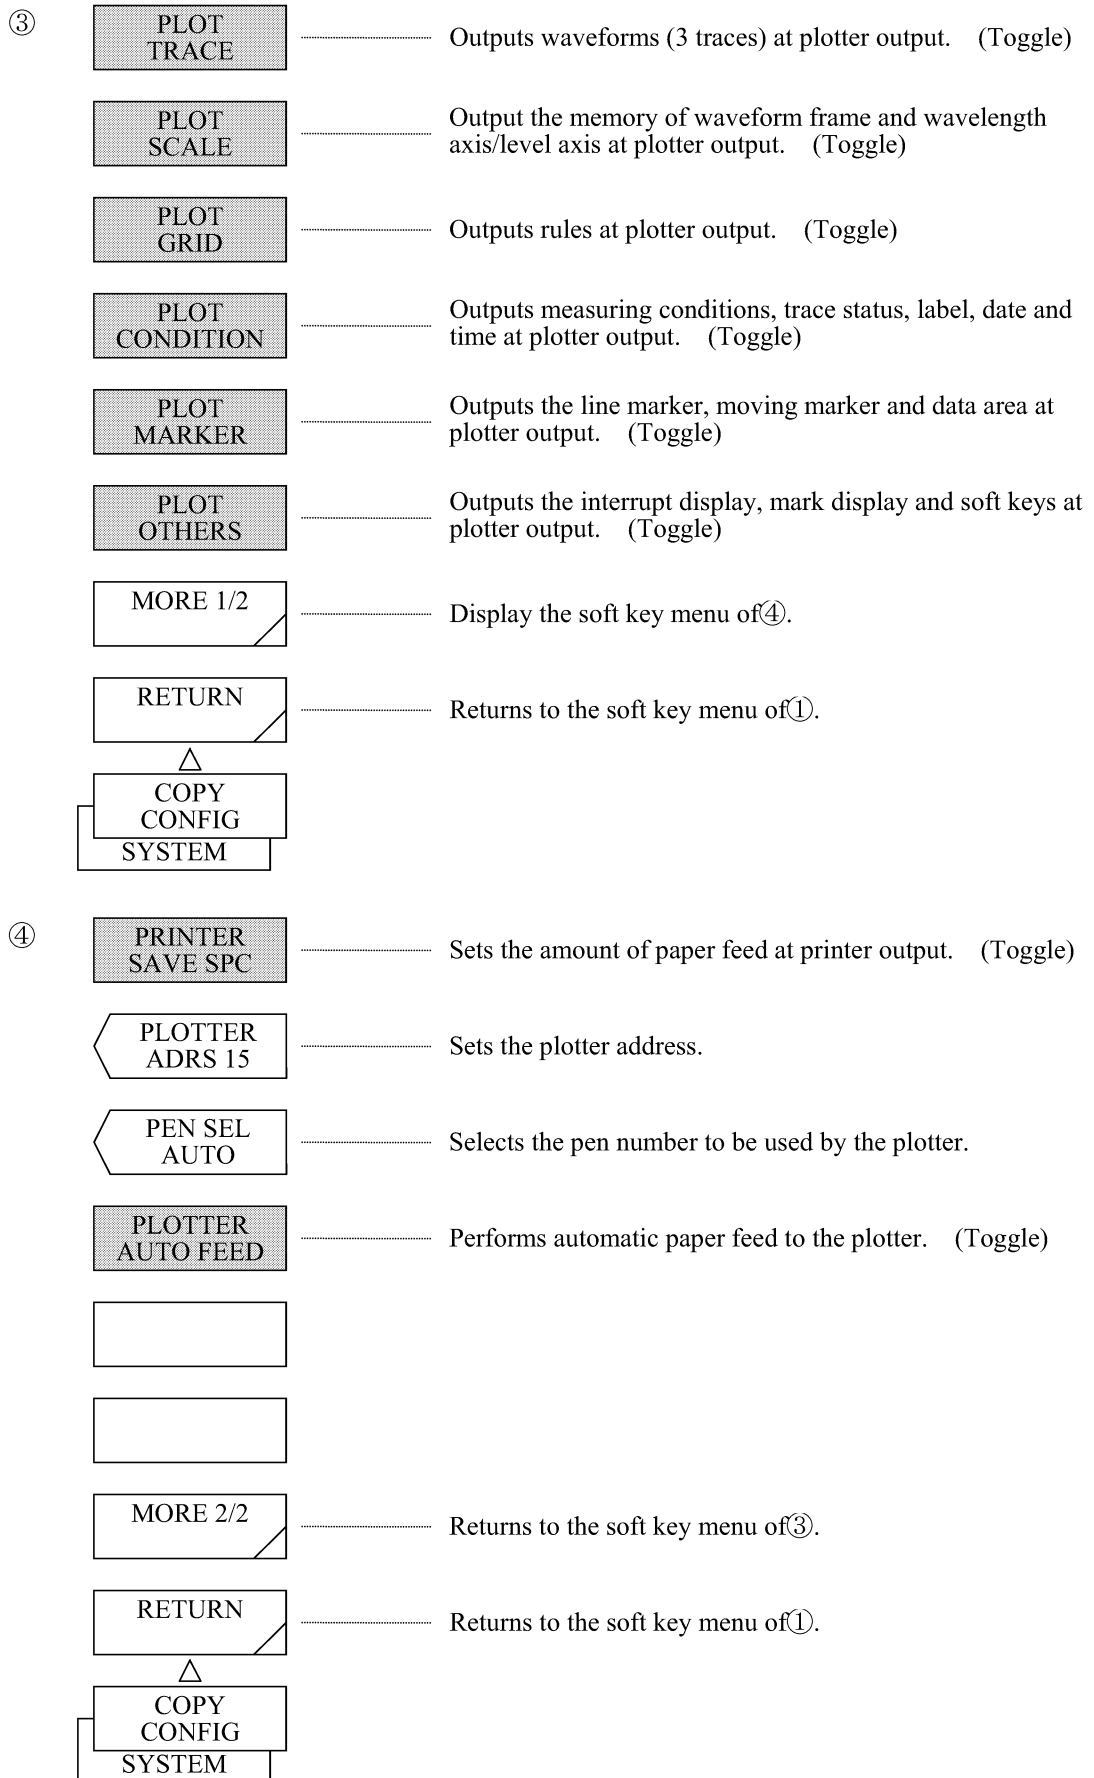 ③
PLOT
TRACE
Outputs waveforms (3 traces) at plotter output. (Toggle)
PLOT
SCALE
Output the memory of waveform frame and wavelength
axis/level axis at plotter output. (Toggle)
PLOT
GRID
Outputs rules at plotter output. (Toggle)
PLOT
CONDITION
Outputs measuring conditions, trace status, label, date and
time at plotter output. (Toggle)
PLOT
MARKER
Outputs the line marker, moving marker and data area at
plotter output. (Toggle)
PLOT
OTHERS
Outputs the interrupt display, mark display and soft keys at
plotter output. (Toggle)
MORE 1/2
Display the soft key menu of④.
RETURN
Returns to the soft key menu of①.
COPY
CONFIG
SYSTEM
④
PRINTER
SAVE SPC
Sets the amount of paper feed at printer output. (Toggle)
PLOTTER
ADRS 15
Sets the plotter address.
PEN SEL
AUTO
Selects the pen number to be used by the plotter.
PLOTTER
AUTO FEED
Performs automatic paper feed to the plotter. (Toggle)
MORE 2/2
Returns to the soft key menu of③.
RETURN
Returns to the soft key menu of①.
COPY
CONFIG
SYSTEM